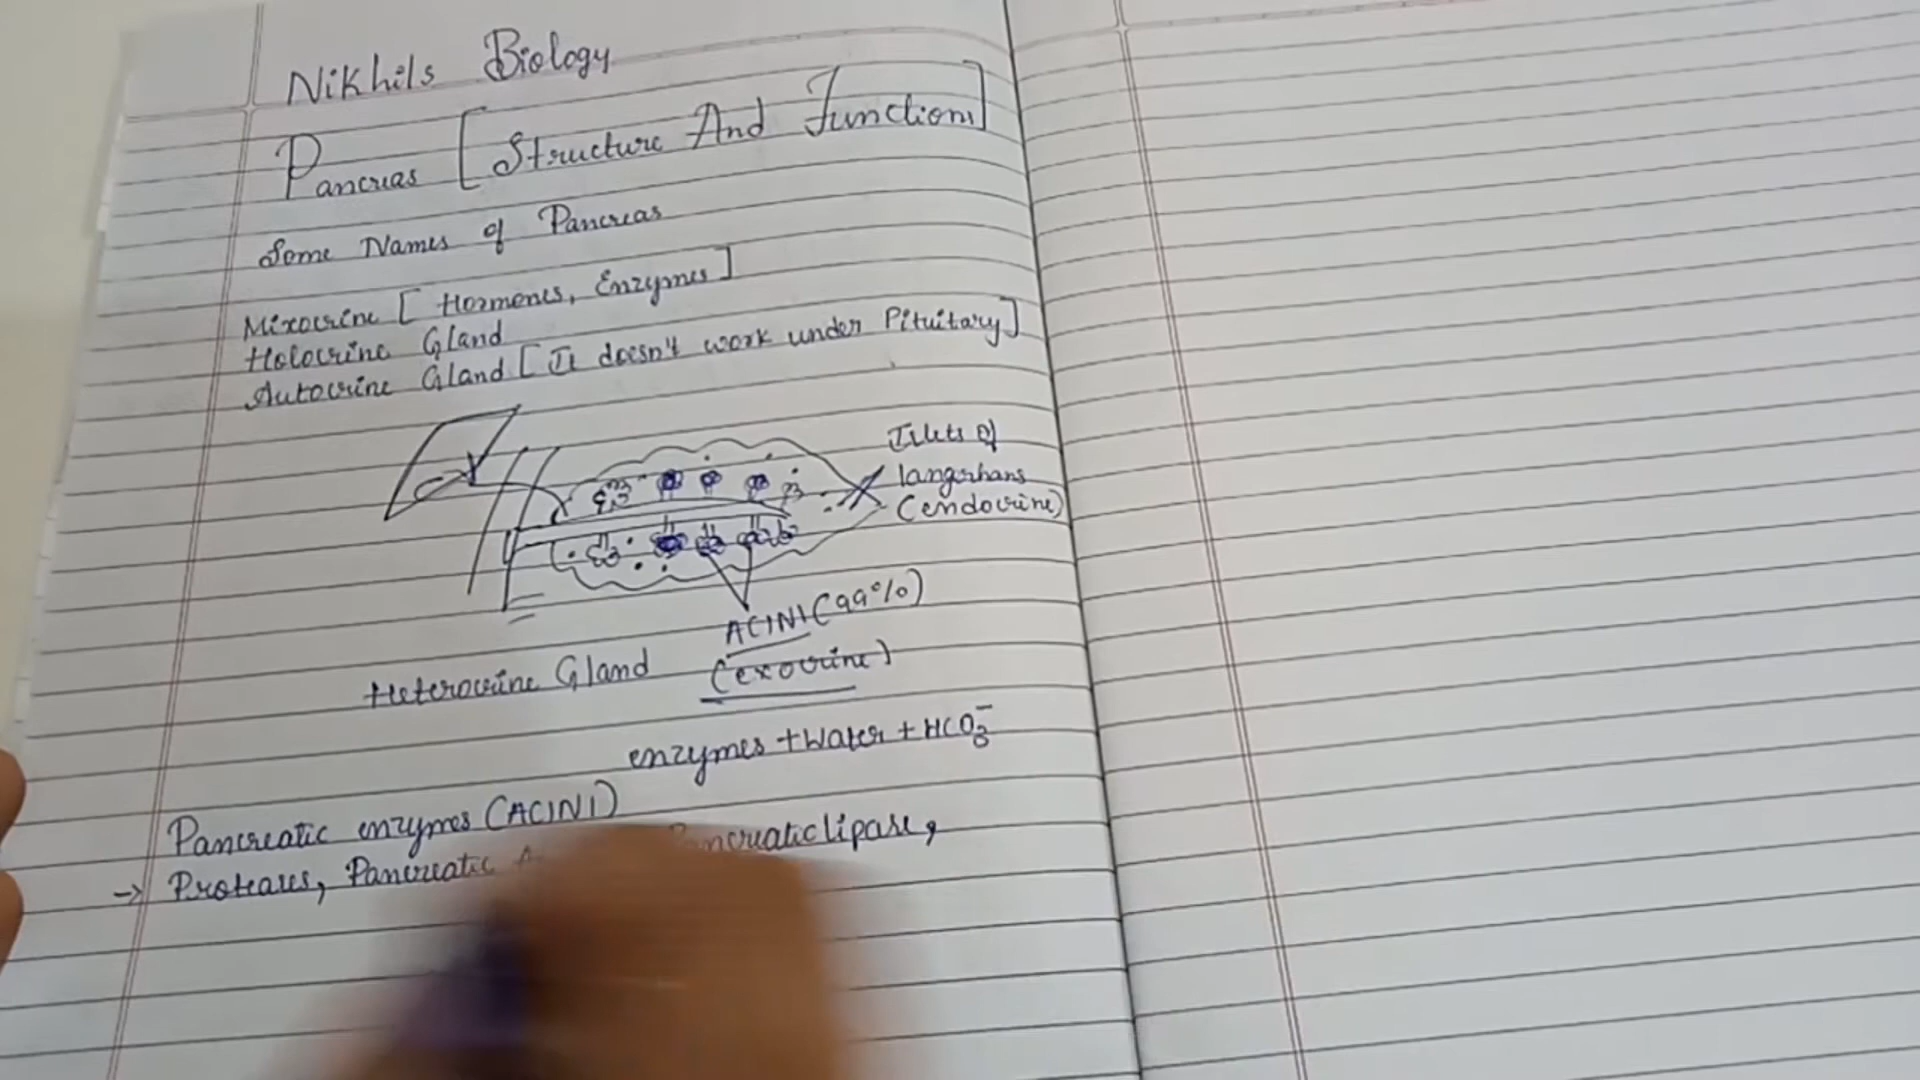 Nikhils Biology
Pancrias [Structure And Function]
Some Names of Pancreas
Mixocrine [Hormones, Enzymes]
Holocrine Gland
Autocrine Gland [It doesn't work under Pituitary]
Islets of
langerhans
(endocrine)
ACINI (99%)
Heterocrine Gland (exocrine)
enzymes + Water + HCO3-
Pancreatic enzymes (ACINI)
→ Proteases, Pancreatic lipase,